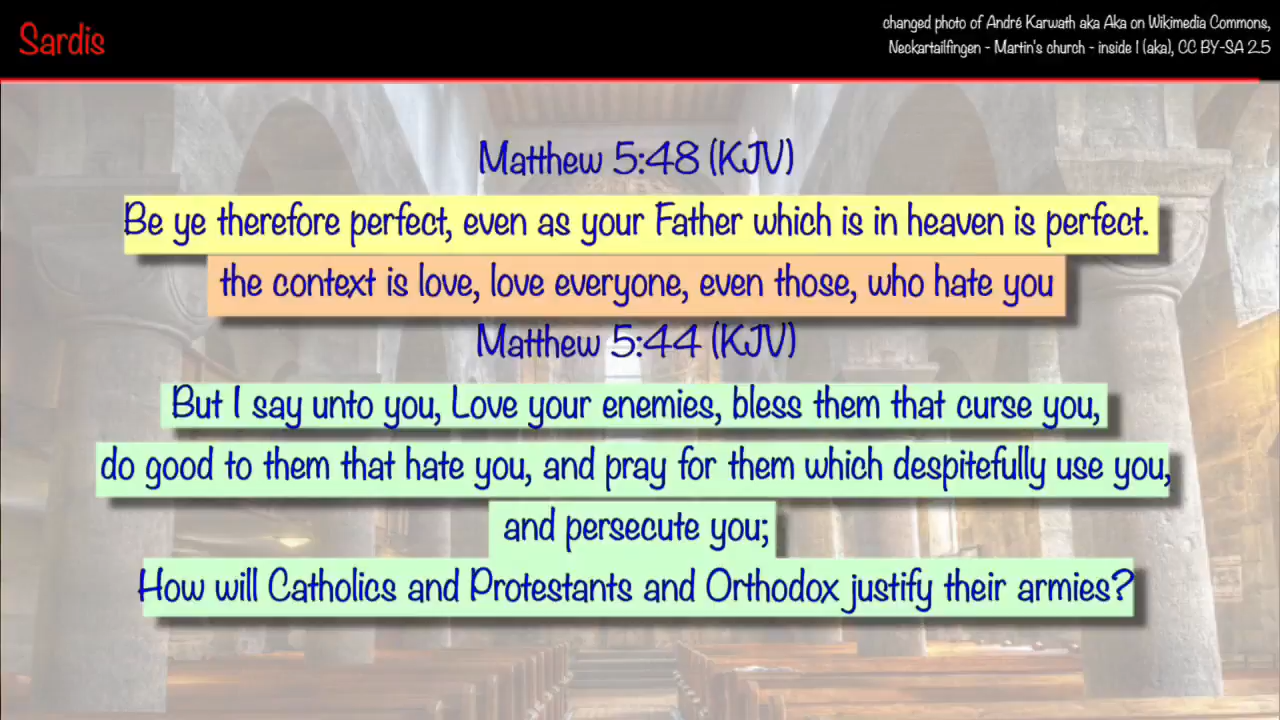 Sardis
changed photo of André Karwath aka Aka on Wikimedia Commons,
Neckartailfingen - Martin's church - inside 1 (aka), CC BY-SA 2.5
Matthew 5:48 (KJV)
Be ye therefore perfect, even as your Father which is in heaven is perfect.
the context is love, love everyone, even those, who hate you
Matthew 5:44 (KJV)
But I say unto you, Love your enemies, bless them that curse you,
do good to them that hate you, and pray for them which despitefully use you,
and persecute you;
How will Catholics and Protestants and Orthodox justify their armies?